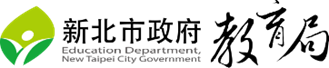 新北市政府
Education Department,
New Taipei City Government
教育局